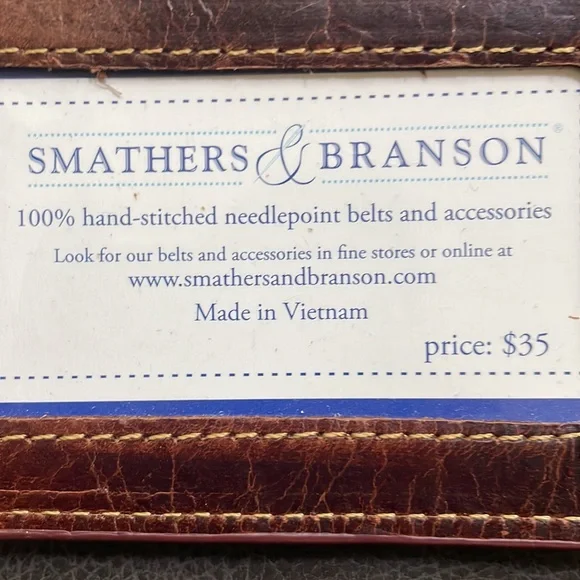 SMATHERS & BRANSON®
100% hand-stitched needlepoint belts and accessories
Look for our belts and accessories in fine stores or online at
www.smathersandbranson.com
Made in Vietnam
price: $35